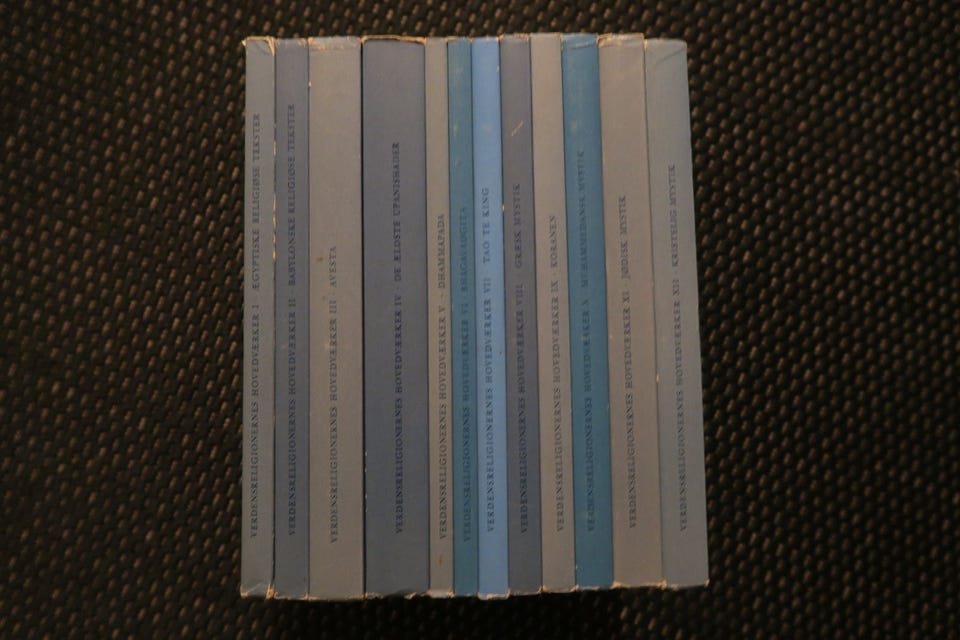 VERDENSRELIGIONERNES HOVEDVÆRKER I · ÆGYPTISKE RELIGIØSE TEKSTER
VERDENSRELIGIONERNES HOVEDVÆRKER II · BABYLONSKE RELIGIØSE TEKSTER
VERDENSRELIGIONERNES HOVEDVÆRKER III · AVESTA
VERDENSRELIGIONERNES HOVEDVÆRKER IV · DE ÆLDSTE UPANISHADER
VERDENSRELIGIONERNES HOVEDVÆRKER V · DHAMMAPADA
VERDENSRELIGIONERNES HOVEDVÆRKER VI · BHAGAVADGITA
VERDENSRELIGIONERNES HOVEDVÆRKER VII · TAO TE KING
VERDENSRELIGIONERNES HOVEDVÆRKER VIII · GRÆSK MYSTIK
VERDENSRELIGIONERNES HOVEDVÆRKER IX · KORANEN
VERDENSRELIGIONERNES HOVEDVÆRKER X · MUHAMMEDANSK MYSTIK
VERDENSRELIGIONERNES HOVEDVÆRKER XI · JØDISK MYSTIK
VERDENSRELIGIONERNES HOVEDVÆRKER XII · KRISTELIG MYSTIK